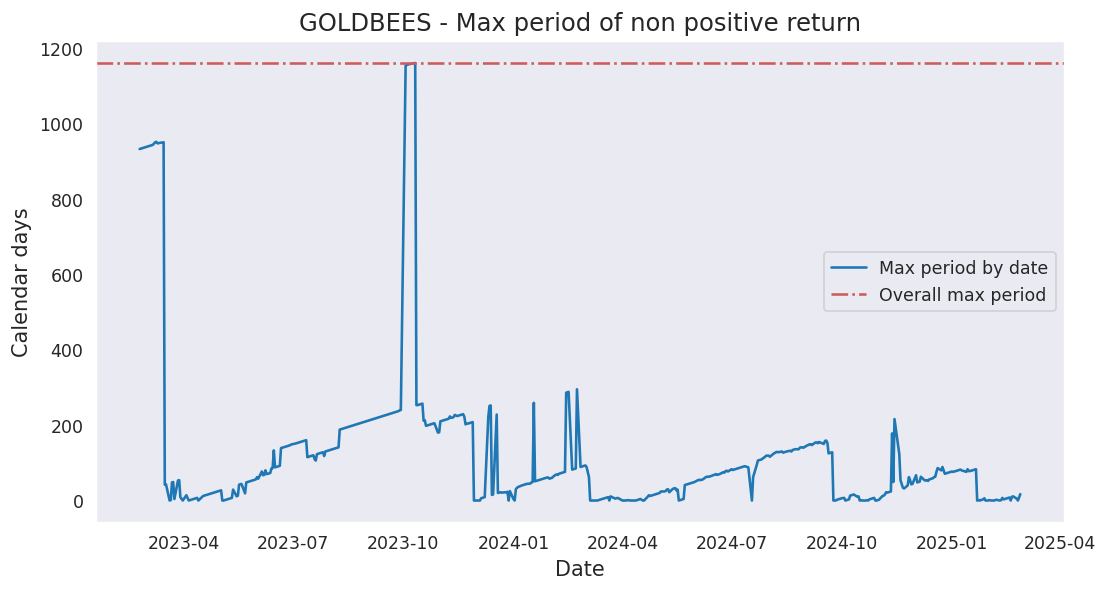 GOLDBEES - Max period of non positive return
1200
1000
800
600
400
200
0
Calendar days
Max period by date
Overall max period
2023-04 2023-07 2023-10 2024-01 2024-04 2024-07 2024-10 2025-01 2025-04
Date